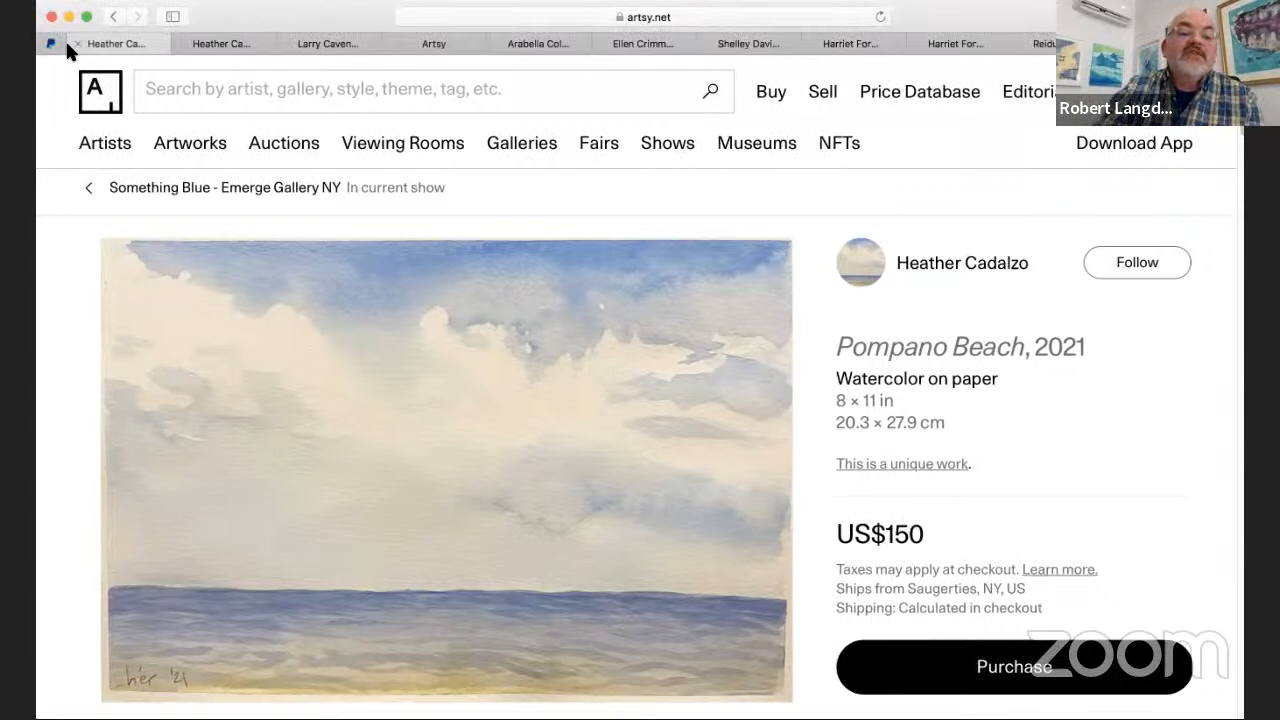 artsy.net
Heather Ca...
Heather Ca...
Larry Caven...
Artsy
Arabella Col...
Ellen Crimm...
Shelley Davi...
Harriet For...
Harriet For...
Robert Langd...
A
Search by artist, gallery, style, theme, tag, etc.
Buy Sell Price Database
Artists Artworks Auctions Viewing Rooms Galleries Fairs Shows Museums NFTs Download App
Something Blue - Emerge Gallery NY In current show
Heather Cadalzo
Follow
Pompano Beach, 2021
Watercolor on paper
8 × 11 in
20.3 × 27.9 cm
This is a unique work.
US$150
Taxes may apply at checkout. Learn more.
Ships from Saugerties, NY, US
Shipping: Calculated in checkout
Purchase
zoom